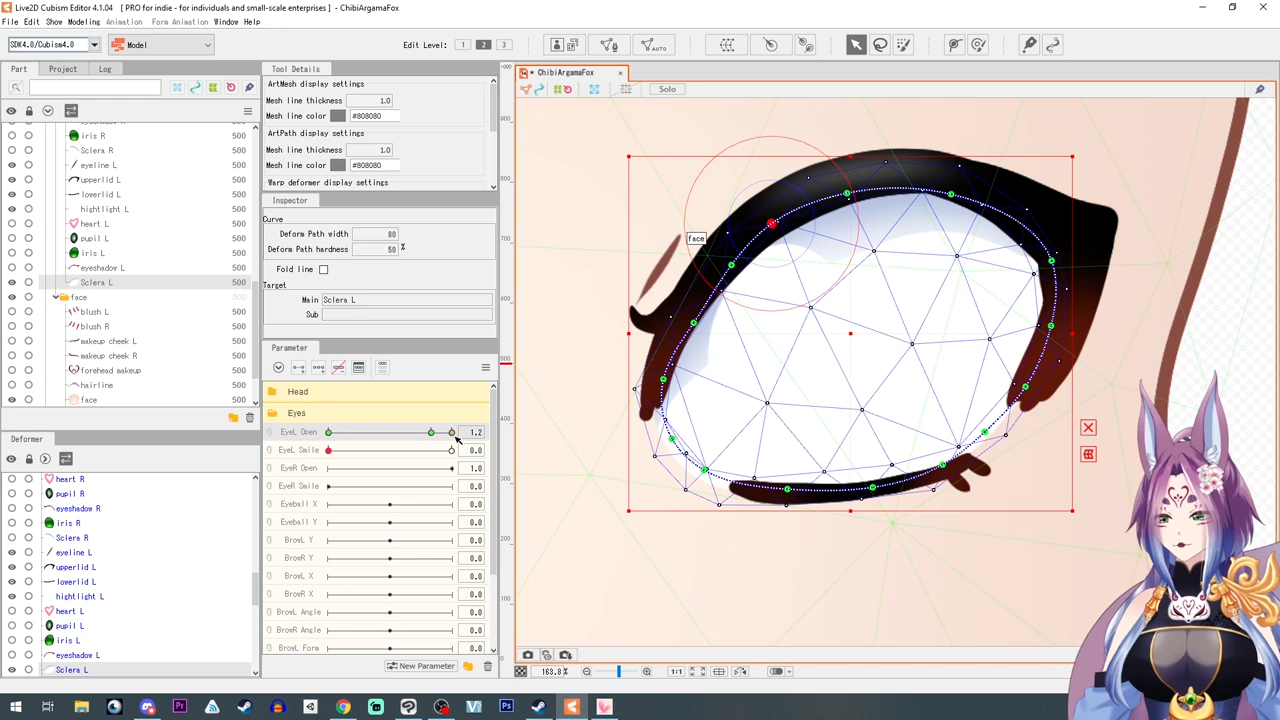 Live2D Cubism Editor 4.1.04 [ PRO for indie - for individuals and small-scale enterprises ] - ChibiArgamaFox
File Edit Show Modeling Animation Form Animation Window Help
SDK4.0/Cubism4.0 Model Edit Level: 1 2 3 AUTO
Part Project Log
Tool Details
* ChibiArgamaFox
Solo
ArtMesh display settings
Mesh line thickness 1.0
Mesh line color #808080
ArtPath display settings
Mesh line thickness 1.0
Mesh line color #808080
Warp deformer display settings
Iris R 500
Sclera R 500
eyeline L 500
upperlid L 500
lowerlid L 500
hightlight L 500
heart L 500
pupil L 500
iris L 500
eyeshadow L 500
Sclera L 500
face 500
blush L 500
blush R 500
makeup cheek L 500
makeup cheek R 500
forehead makeup 500
hairline 500
face 500
Inspector
Curve
Deform Path width 80
Deform Path hardness 50 %
Fold line
Target
Main Sclera L
Sub
Parameter
Head
Eyes
EyeL Open 1.2
EyeL Smile 0.0
EyeR Open 1.0
EyeR Smile 0.0
Eyeball X 0.0
Eyeball Y 0.0
BrowL Y 0.0
BrowR Y 0.0
BrowL X 0.0
BrowR X 0.0
BrowL Angle 0.0
BrowR Angle 0.0
BrowL Form 0.0
New Parameter
Deformer
heart R
pupil R
eyeshadow R
iris R
Sclera R
eyeline L
upperlid L
lowerlid L
hightlight L
heart L
pupil L
iris L
eyeshadow L
Sclera L
face
163.8 %
1:1